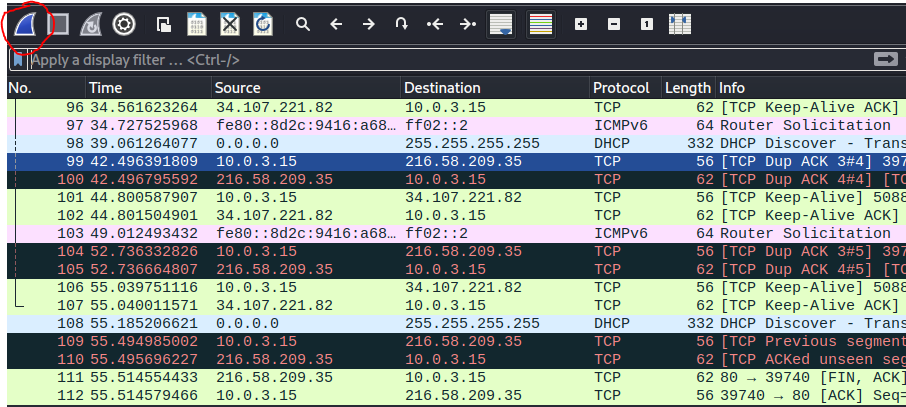 Apply a display filter … <Ctrl-/>
No. Time Source Destination Protocol Length Info
96 34.561623264 34.107.221.82 10.0.3.15 TCP 62 [TCP Keep-Alive ACK]
97 34.727525968 fe80::8d2c:9416:a68… ff02::2 ICMPv6 64 Router Solicitation
98 39.061264077 0.0.0.0 255.255.255.255 DHCP 332 DHCP Discover - Trans
99 42.496391809 10.0.3.15 216.58.209.35 TCP 56 [TCP Dup ACK 3#4] 397
100 42.496795592 216.58.209.35 10.0.3.15 TCP 62 [TCP Dup ACK 4#4] [TC
101 44.800587907 10.0.3.15 34.107.221.82 TCP 56 [TCP Keep-Alive] 5088
102 44.801504901 34.107.221.82 10.0.3.15 TCP 62 [TCP Keep-Alive ACK]
103 49.012493432 fe80::8d2c:9416:a68… ff02::2 ICMPv6 64 Router Solicitation
104 52.736332826 10.0.3.15 216.58.209.35 TCP 56 [TCP Dup ACK 3#5] 397
105 52.736664807 216.58.209.35 10.0.3.15 TCP 62 [TCP Dup ACK 4#5] [TC
106 55.039751116 10.0.3.15 34.107.221.82 TCP 56 [TCP Keep-Alive] 5088
107 55.040011571 34.107.221.82 10.0.3.15 TCP 62 [TCP Keep-Alive ACK]
108 55.185206621 0.0.0.0 255.255.255.255 DHCP 332 DHCP Discover - Trans
109 55.494985002 10.0.3.15 216.58.209.35 TCP 56 [TCP Previous segment
110 55.495696227 216.58.209.35 10.0.3.15 TCP 62 [TCP ACKed unseen seg
111 55.514554433 216.58.209.35 10.0.3.15 TCP 62 80 → 39740 [FIN, ACK]
112 55.514579466 10.0.3.15 216.58.209.35 TCP 56 39740 → 80 [ACK] Seq=